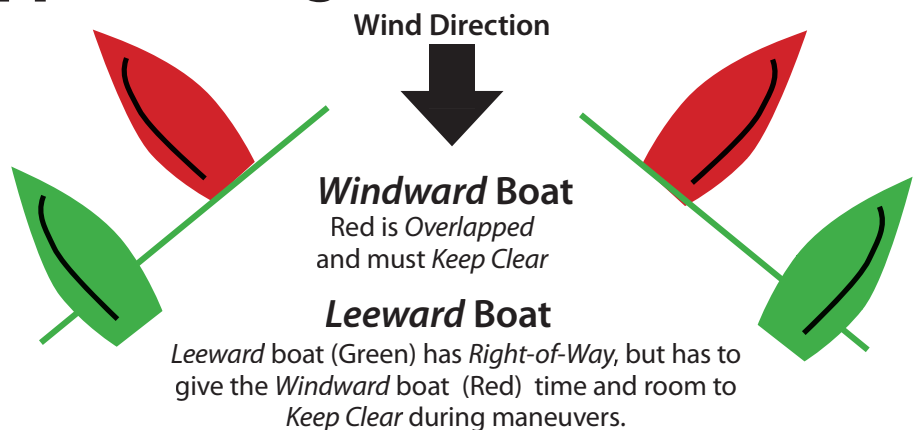 Wind Direction
Windward Boat
Red is Overlapped
and must Keep Clear
Leeward Boat
Leeward boat (Green) has Right-of-Way, but has to
give the Windward boat (Red) time and room to
Keep Clear during maneuvers.